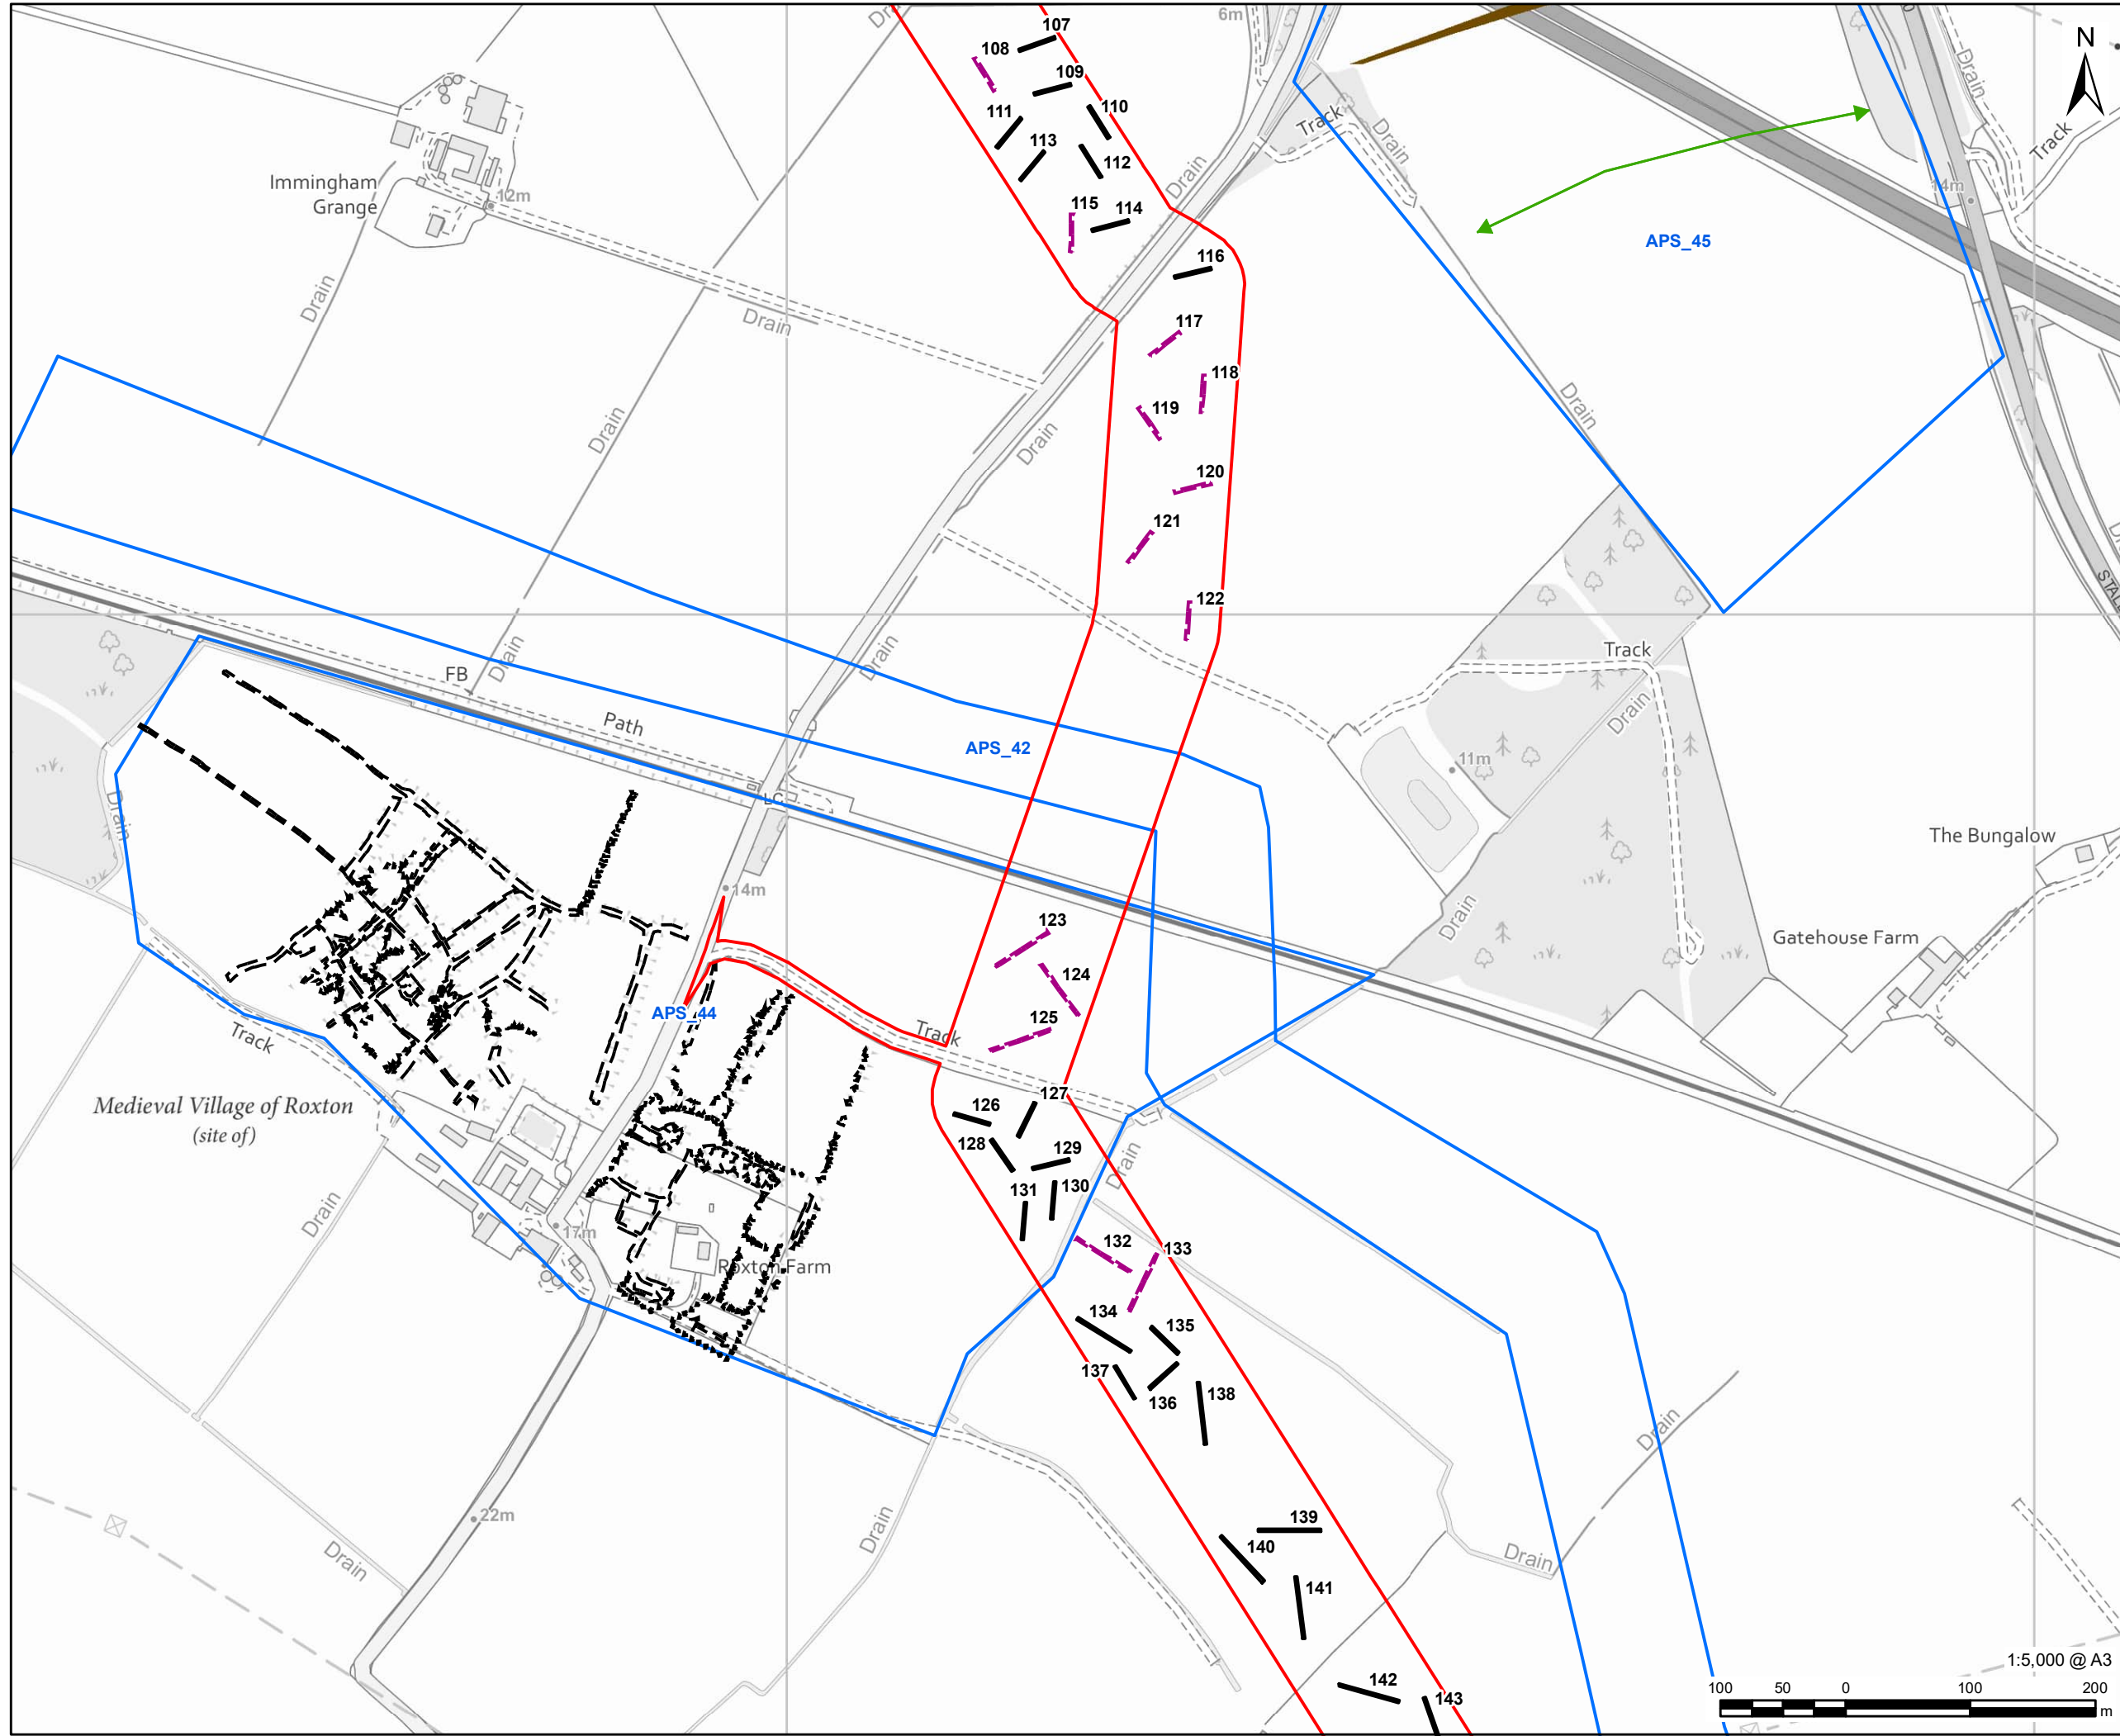 6m
Drain
N
107
108
109
110
111
112
113
114
115
Track
Drain
Drain
Drain
Track
14m
APS_45
Immingham
Grange
12m
Drain
Drain
116
117
118
119
120
121
122
Drain
Drain
Drain
Drain
Drain
FB
Path
LC
APS_42
Track
Drain
11m
The Bungalow
Gatehouse Farm
Drain
Drain
14m
123
124
125
Track
APS_44
Track
Medieval Village of Roxton
(site of)
126
127
128
129
130
131
Drain
Drain
17m
Roxton Farm
132
133
134
135
136
137
138
Drain
22m
Drain
Drain
Drain
139
140
141
142
143
1:5,000 @ A3
100 50 0 100 200
m